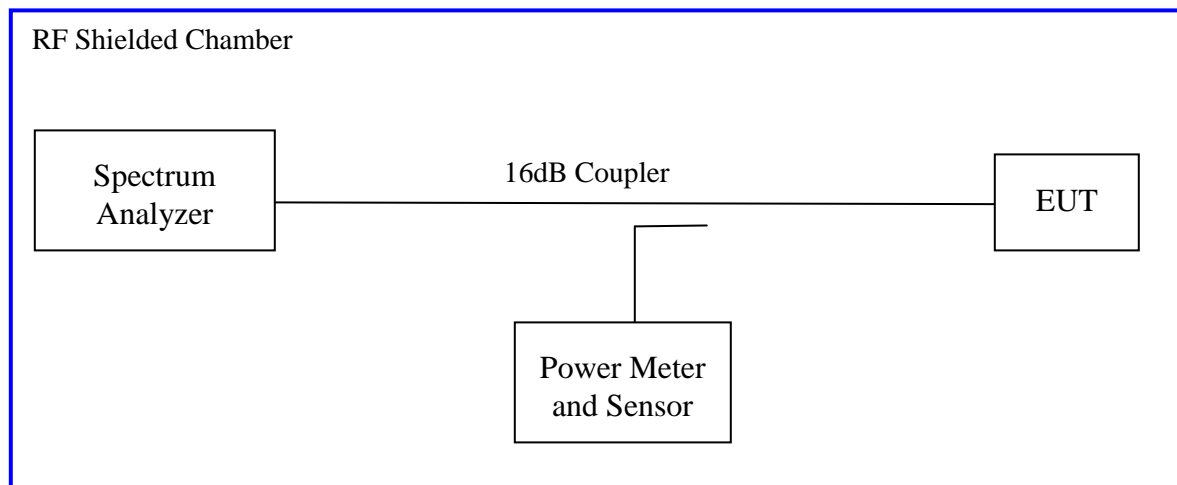 RF Shielded Chamber
16dB Coupler
Spectrum
Analyzer
EUT
Power Meter
and Sensor